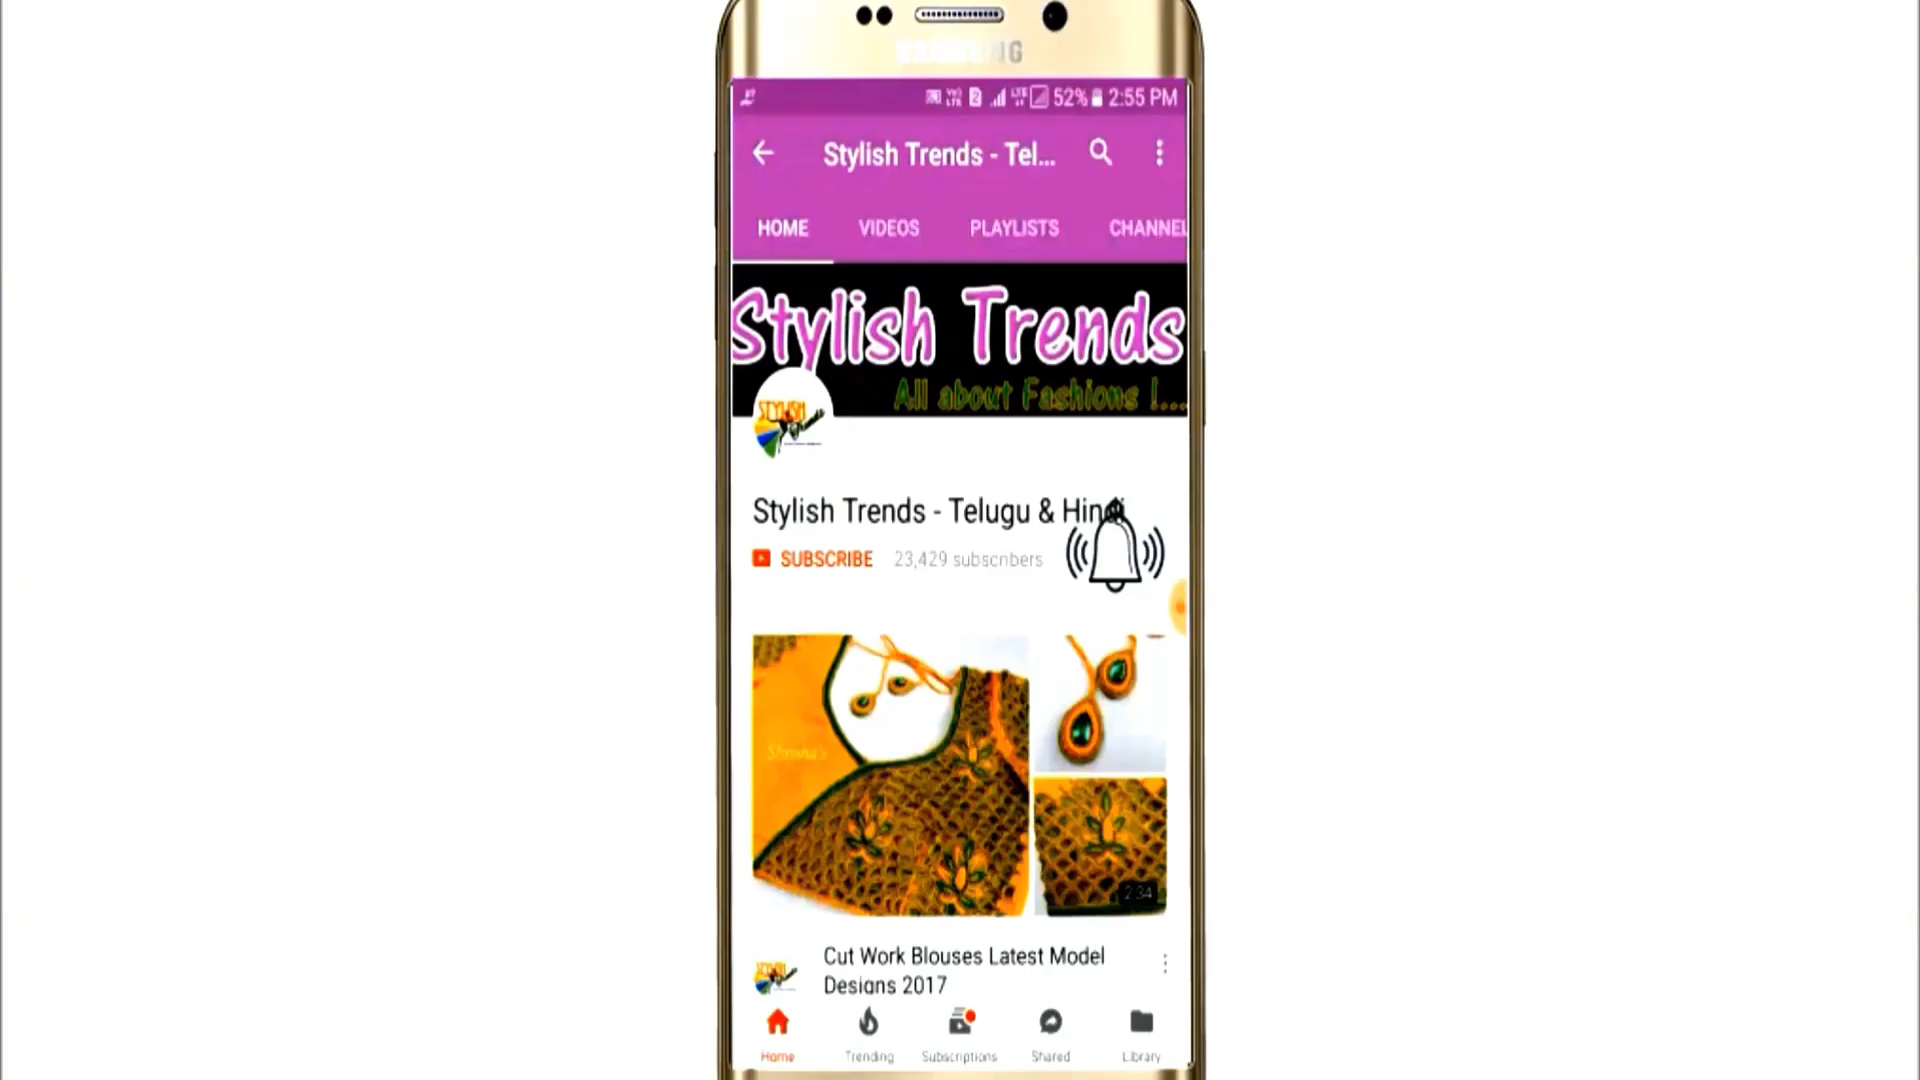 SAMSUNG
52% 2:55 PM
Stylish Trends - Tel...
HOME VIDEOS PLAYLISTS CHANNEL
Stylish Trends
All about Fashions !...
STYLISH
Stylish Trends - Telugu & Hindi
SUBSCRIBE 23,429 subscribers
2:34
Cut Work Blouses Latest Model
Designs 2017
Home Trending Subscriptions Shared Library